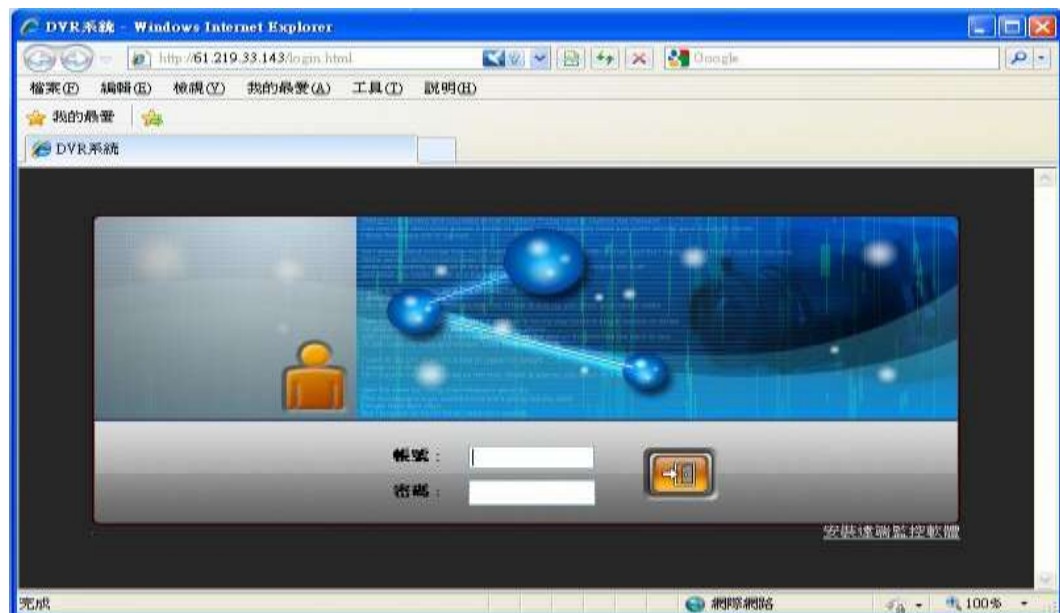 DVR系統 - Windows Internet Explorer
http://61.219.33.143/login.html
Google
檔案(F) 編輯(E) 檢視(V) 我的最愛(A) 工具(T) 說明(H)
我的最愛
DVR系統
帳號：
密碼：
安裝遠端監控軟體
完成
網際網路
100%